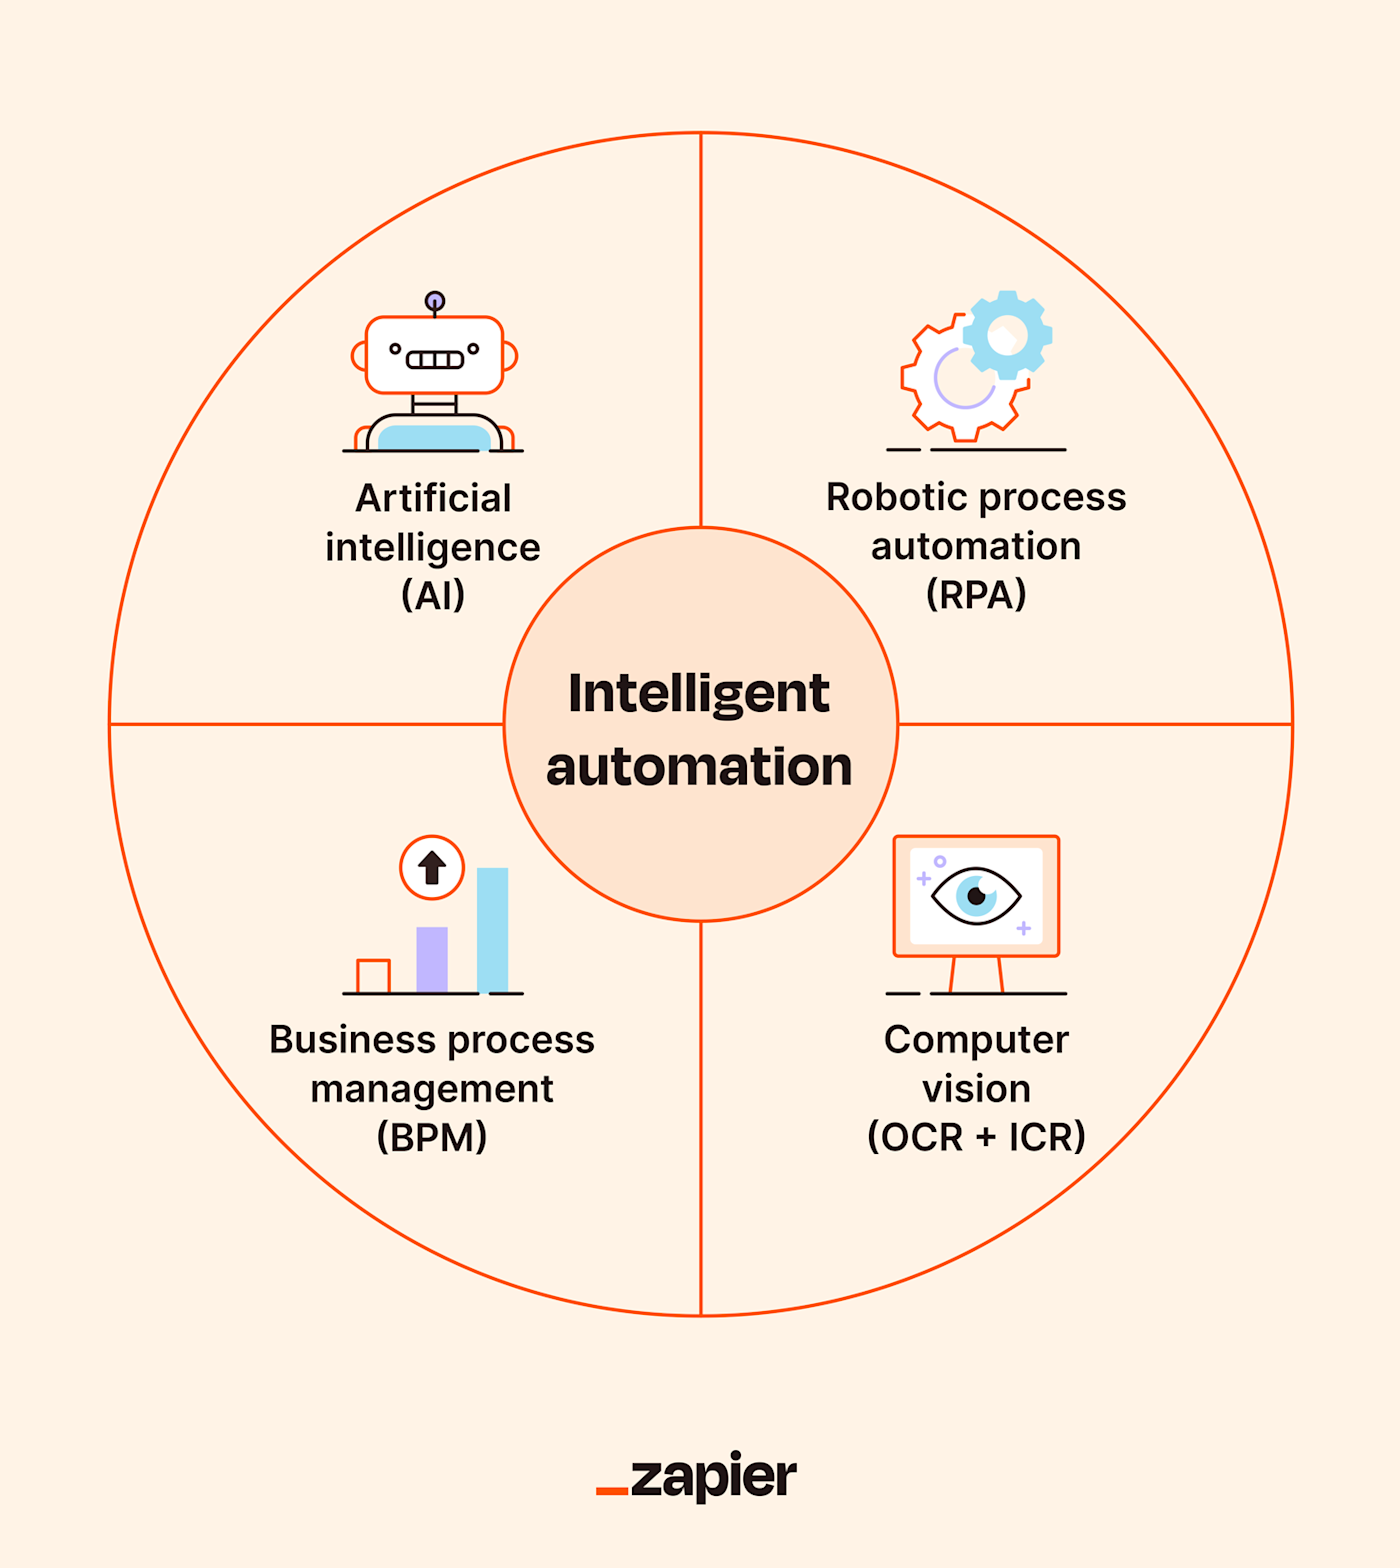 Artificial
intelligence
(AI)
Robotic process
automation
(RPA)
Intelligent
automation
Business process
management
(BPM)
Computer
vision
(OCR + ICR)
_zapier